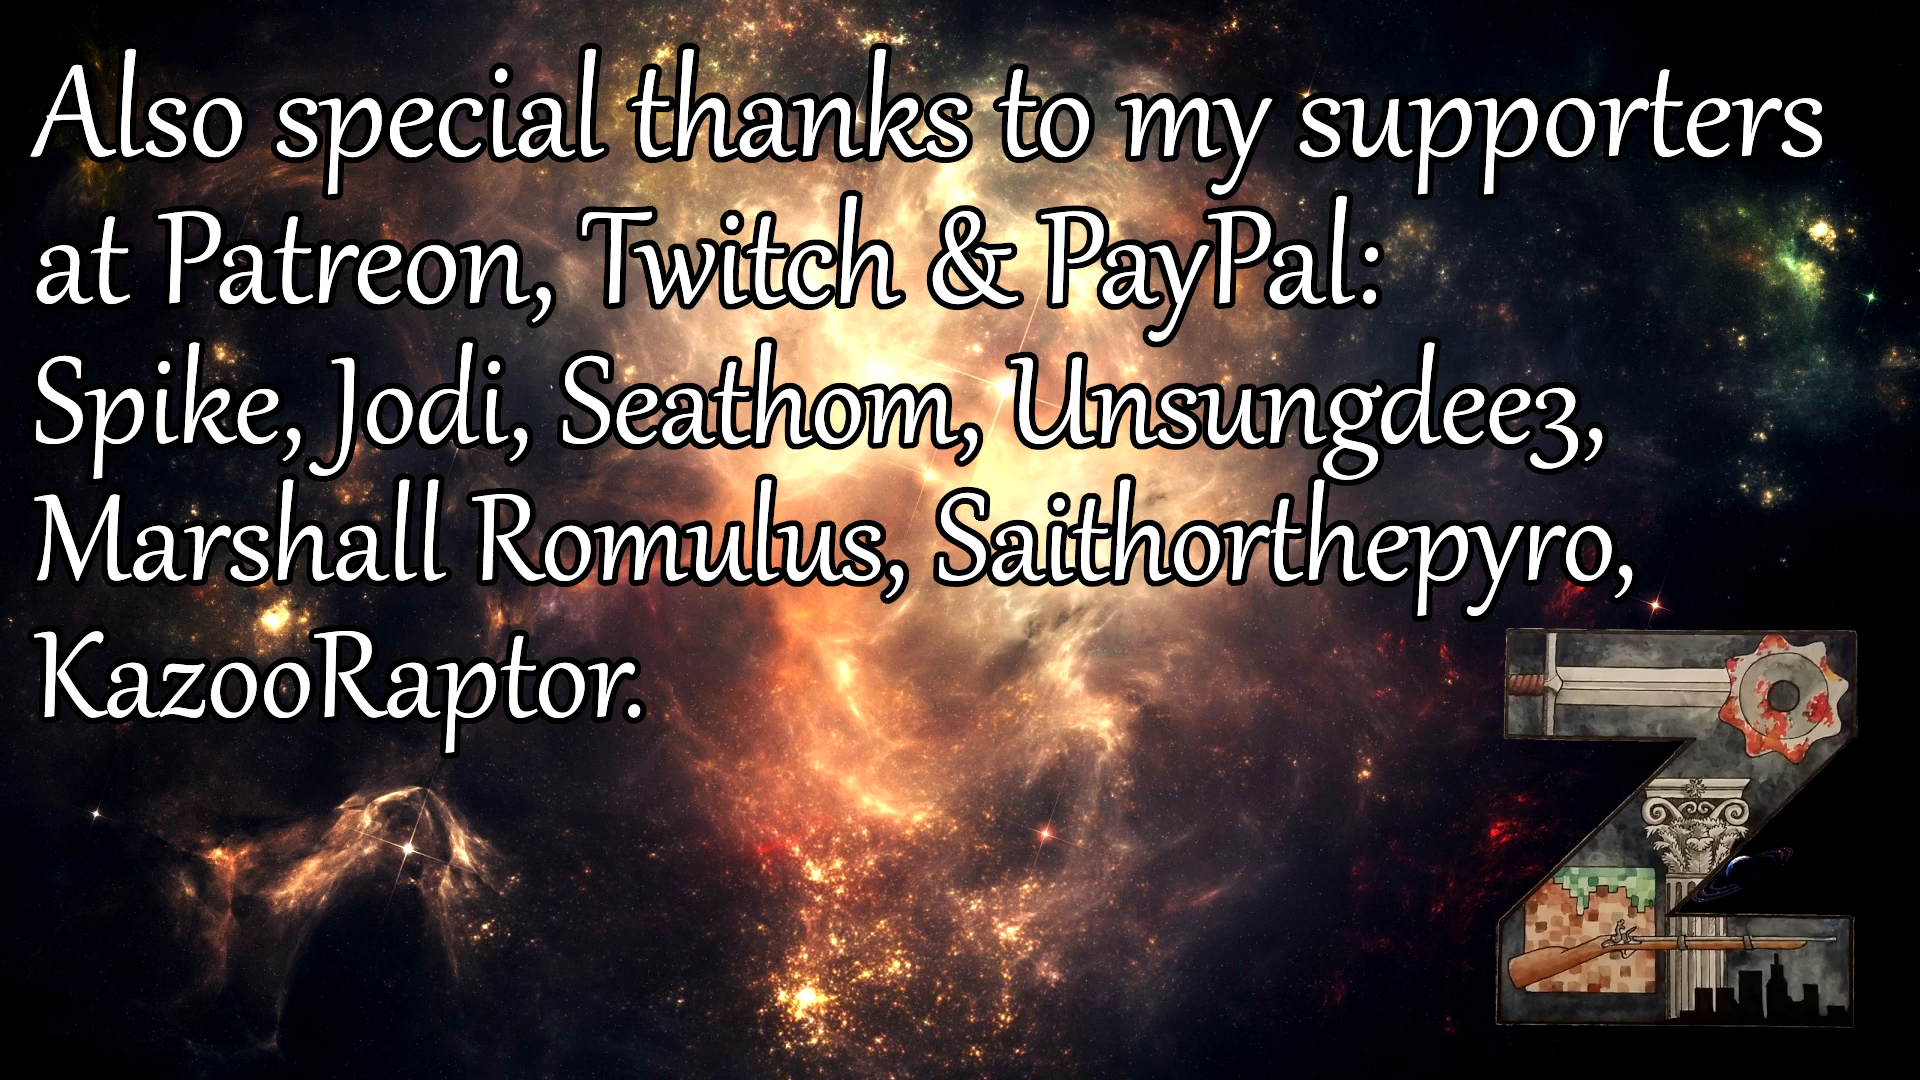 Also special thanks to my supporters
at Patreon, Twitch & PayPal:
Spike, Jodi, Seathom, Unsungdee3,
Marshall Romulus, Saithorthepyro,
KazooRaptor.